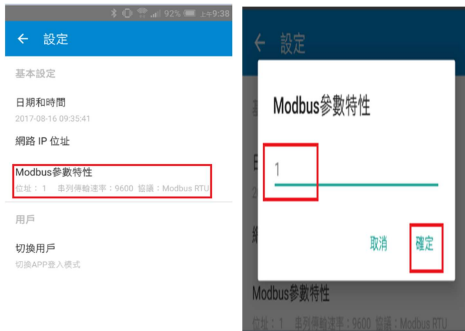 92% 上午9:38
← 設定
基本設定
日期和時間
2017-08-16 09:35:41
網路 IP 位址
Modbus參數特性
位址：1 串列傳輸速率：9600 協議：Modbus RTU
用戶
切換用戶
切換APP登入模式
← 設定
Modbus參數特性
1
取消 確定
Modbus參數特性
位址：1 串列傳輸速率：9600 協議：Modbus RTU